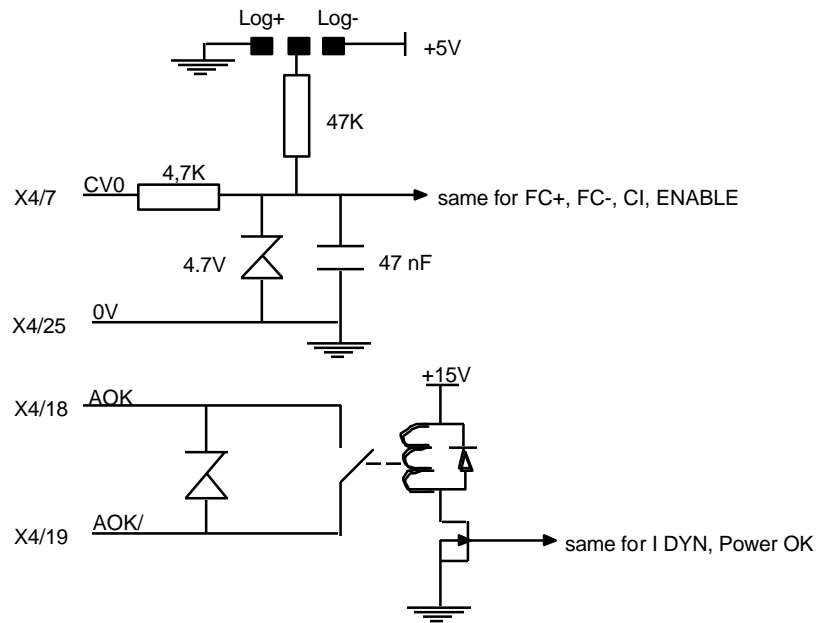 Log+ Log-
+5V
47K
4,7K
X4/7 CV0
same for FC+, FC-, CI, ENABLE
4.7V
47 nF
X4/25 0V
+15V
X4/18 AOK
X4/19 AOK/
same for I DYN, Power OK